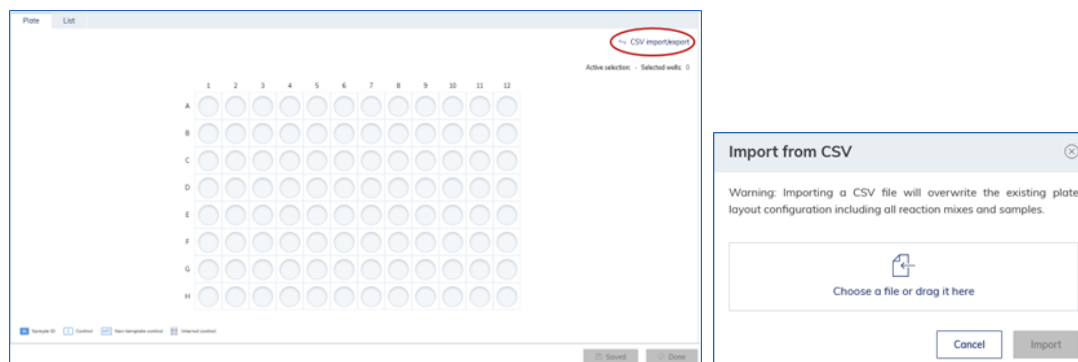 Plate List
CSV import/export
Active selection: - Selected wells: 0
1 2 3 4 5 6 7 8 9 10 11 12
A
B
C
D
E
F
G
H
Sample ID Control Non template control Internal control
Saved Done
Import from CSV
Warning: Importing a CSV file will overwrite the existing plate
layout configuration including all reaction mixes and samples.
Choose a file or drag it here
Cancel Import